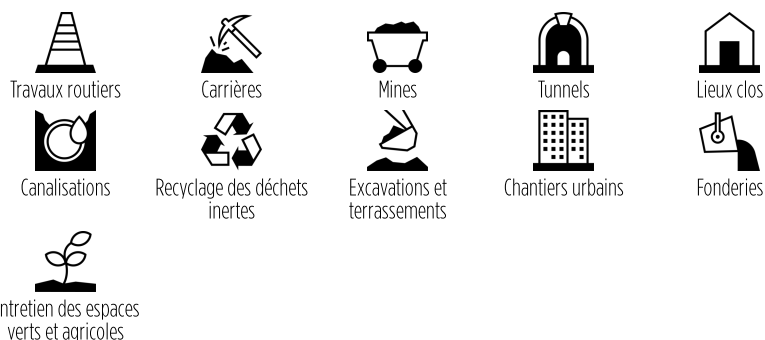 Travaux routiers
Carrières
Mines
Tunnels
Lieux clos
Canalisations
Recyclage des déchets
inertes
Excavations et
terrassements
Chantiers urbains
Fonderies
ntretien des espaces
verts et agricoles